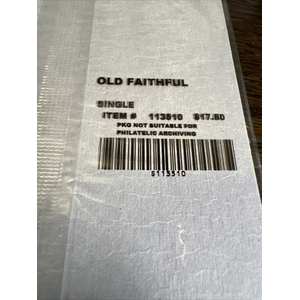 OLD FAITHFUL
SINGLE
ITEM # 113510 $17.50
PKG NOT SUITABLE FOR
PHILATELIC ARCHIVING
S113510